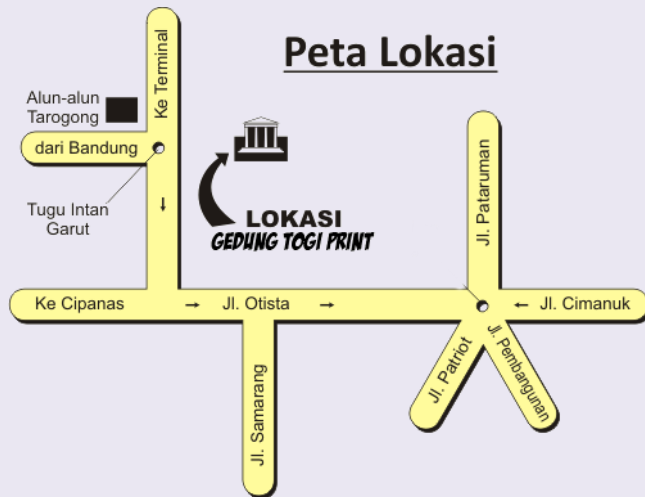 Peta Lokasi
Ke Terminal
Alun-alun
Tarogong
dari Bandung
Tugu Intan
Garut
LOKASI
GEDUNG TOGI PRINT
Jl. Pataruman
Ke Cipanas
Jl. Otista
Jl. Cimanuk
Jl. Samarang
Jl. Patriot
Jl. Pembangunan